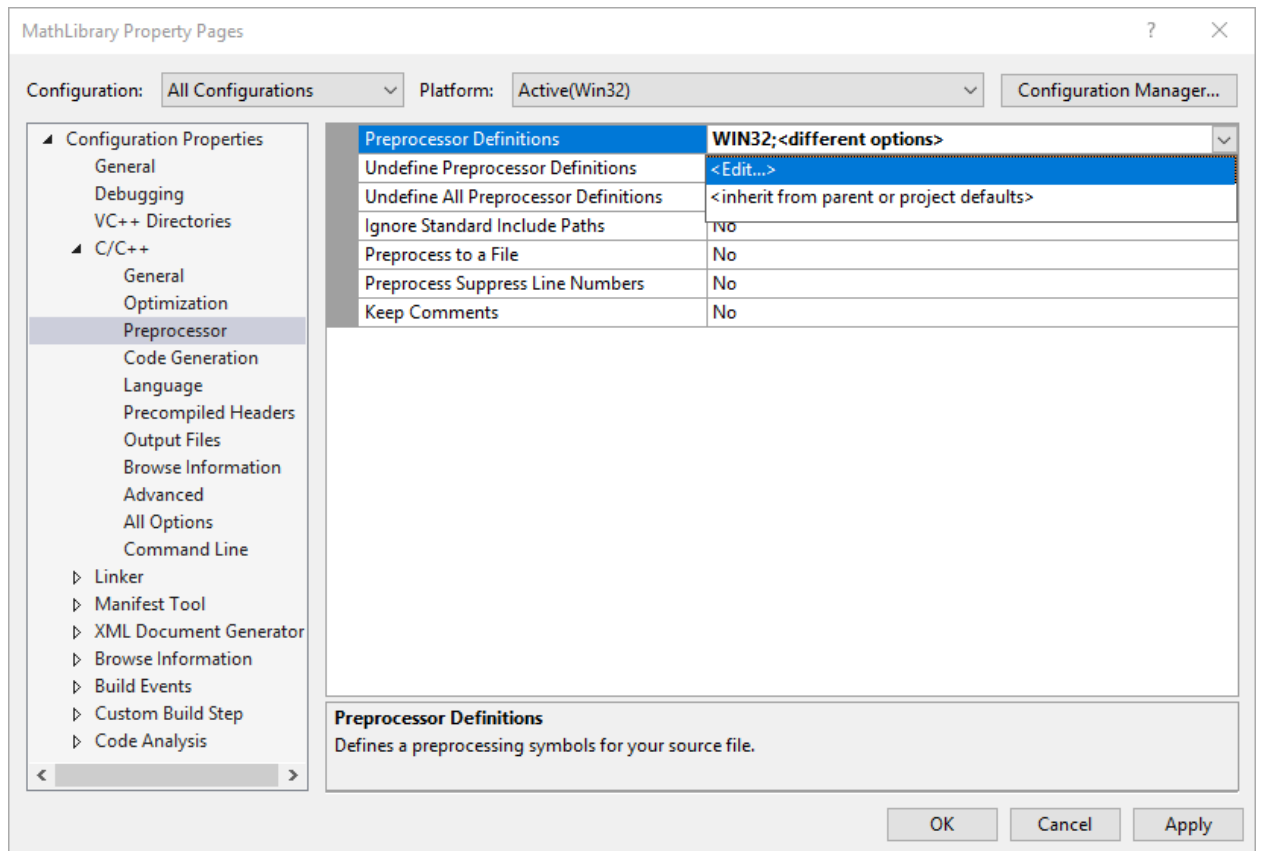 MathLibrary Property Pages ?
Configuration: All Configurations Platform: Active(Win32) Configuration Manager...
Configuration Properties
General
Debugging
VC++ Directories
C/C++
General
Optimization
Preprocessor
Code Generation
Language
Precompiled Headers
Output Files
Browse Information
Advanced
All Options
Command Line
Linker
Manifest Tool
XML Document Generator
Browse Information
Build Events
Custom Build Step
Code Analysis
Preprocessor Definitions WIN32;<different options>
Undefine Preprocessor Definitions <Edit...>
Undefine All Preprocessor Definitions <inherit from parent or project defaults>
Ignore Standard Include Paths No
Preprocess to a File No
Preprocess Suppress Line Numbers No
Keep Comments No
Preprocessor Definitions
Defines a preprocessing symbols for your source file.
OK Cancel Apply